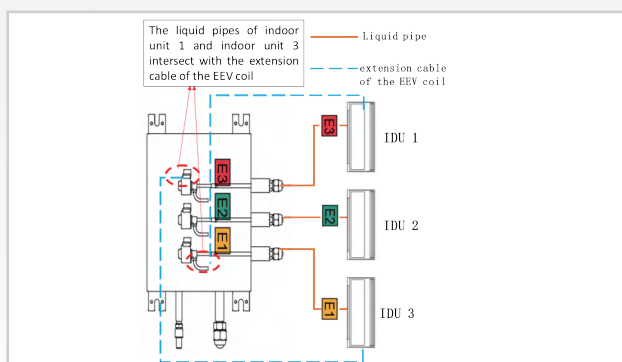 The liquid pipes of indoor
unit 1 and indoor unit 3
intersect with the extension
cable of the EEV coil
Liquid pipe
extension cable
of the EEV coil
E3
IDU 1
E3
E2
E2
IDU 2
E1
E1
IDU 3